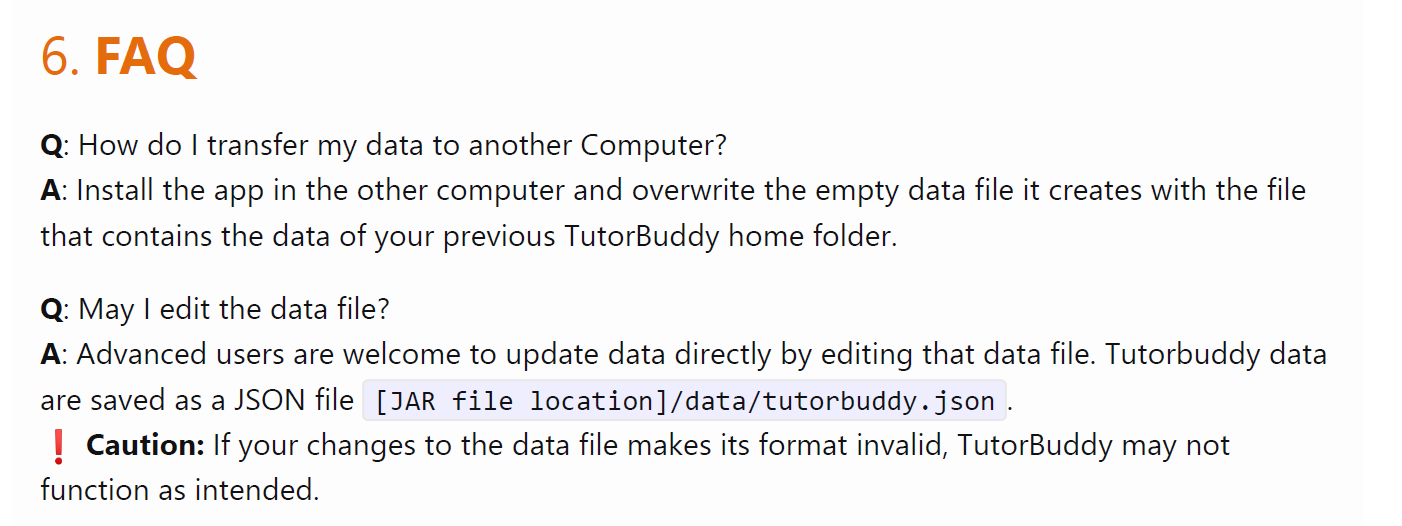 6. FAQ
Q: How do I transfer my data to another Computer?
A: Install the app in the other computer and overwrite the empty data file it creates with the file
that contains the data of your previous TutorBuddy home folder.
Q: May I edit the data file?
A: Advanced users are welcome to update data directly by editing that data file. Tutorbuddy data
are saved as a JSON file [JAR file location]/data/tutorbuddy.json.
❗ Caution: If your changes to the data file makes its format invalid, TutorBuddy may not
function as intended.